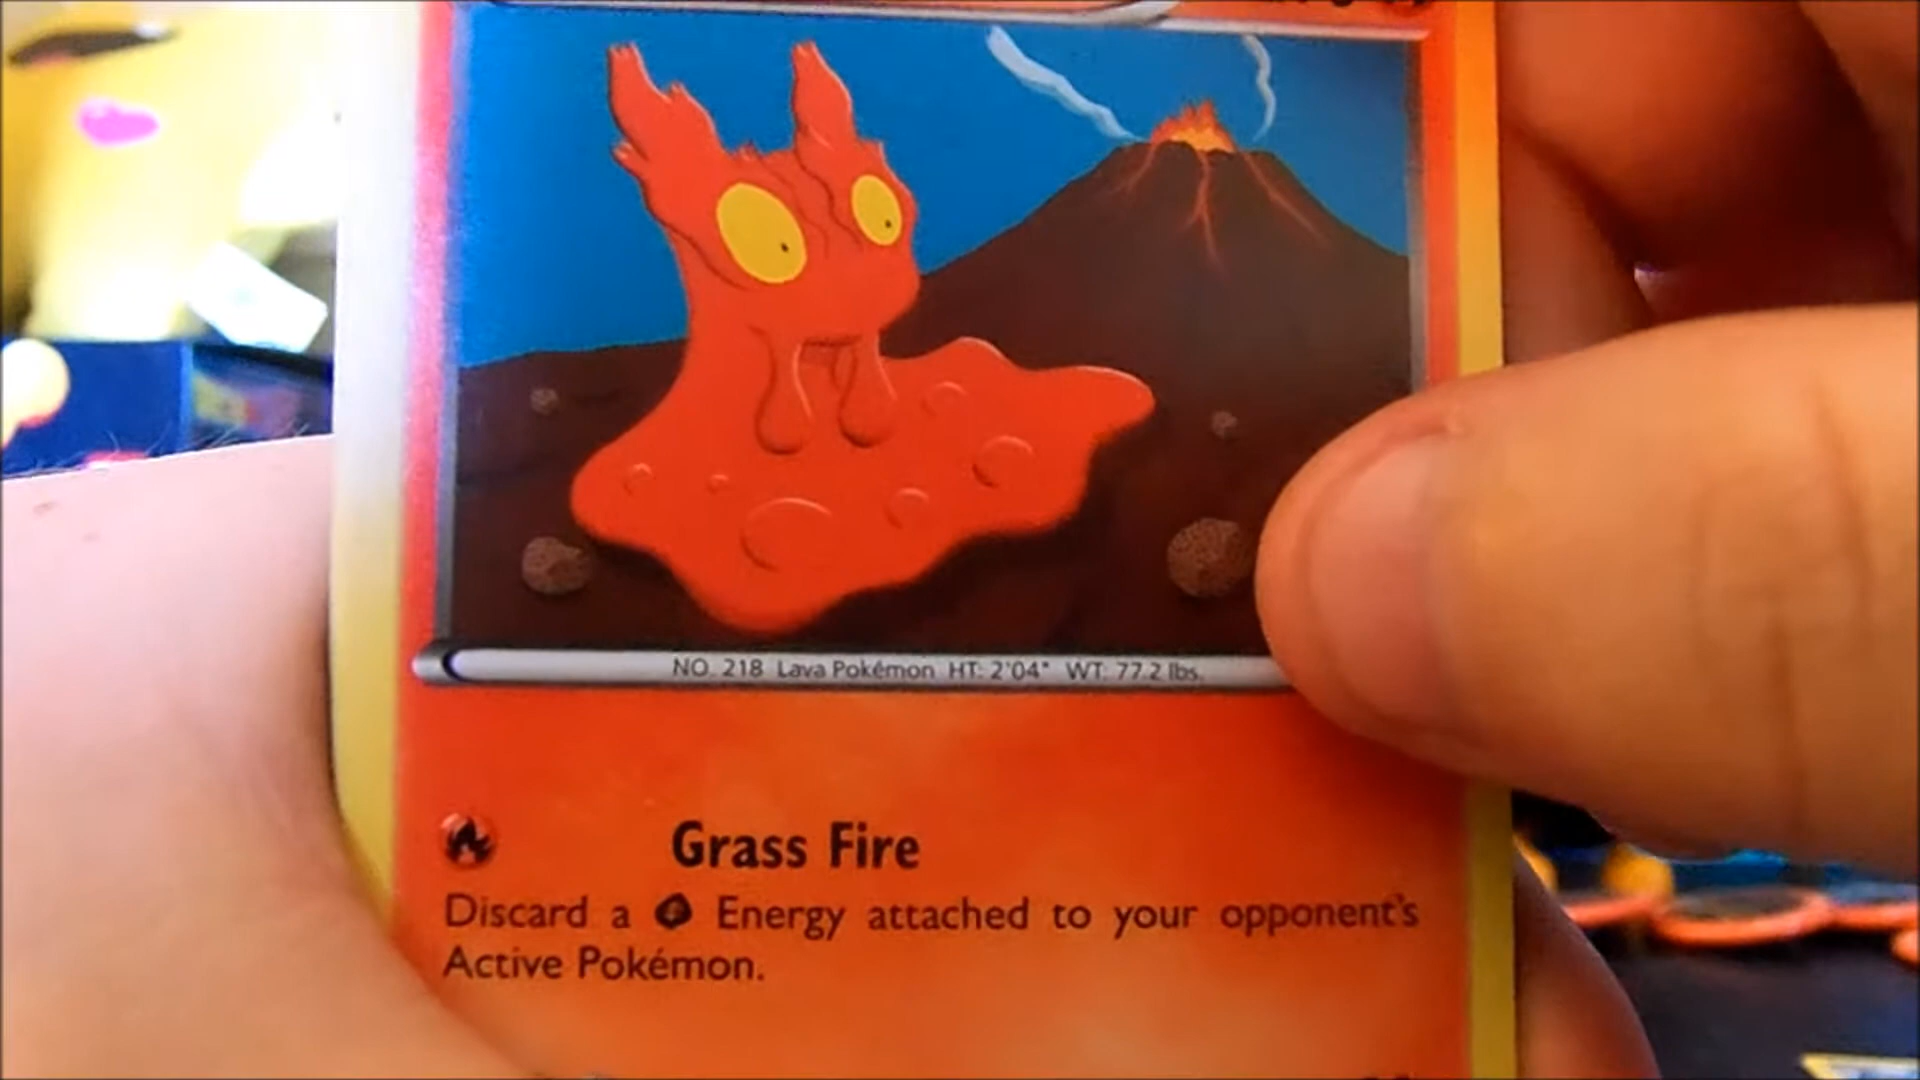 NO. 218 Lava Pokémon HT: 2'04" WT: 77.2 lbs.
Grass Fire
Discard a Energy attached to your opponent's
Active Pokémon.